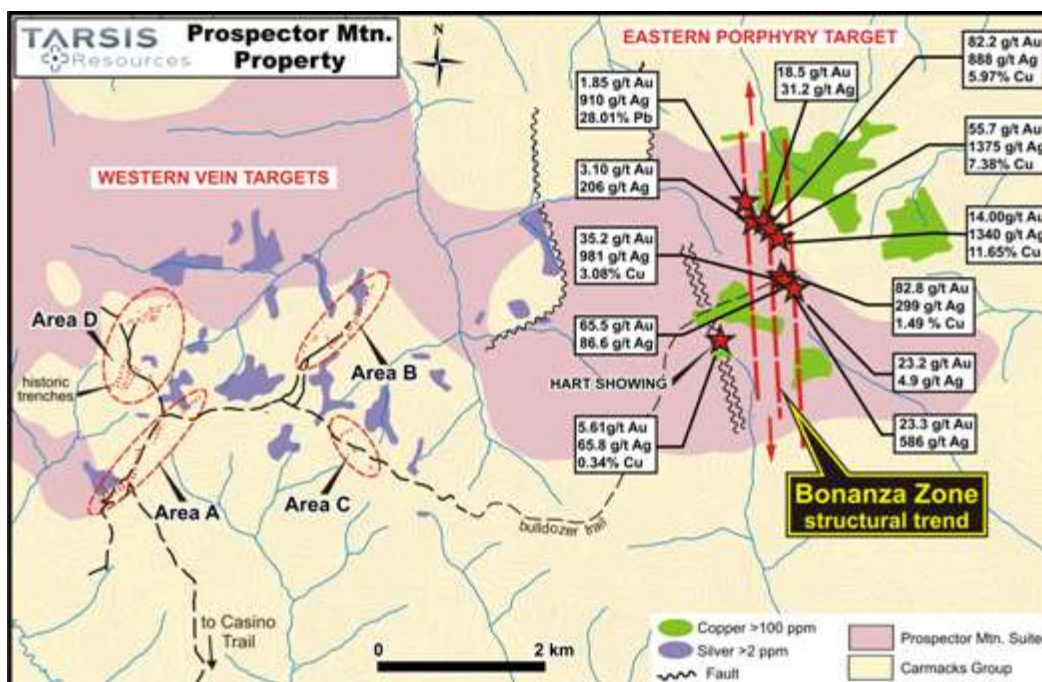 TARSIS
Resources
Prospector Mtn.
Property
N
EASTERN PORPHYRY TARGET
WESTERN VEIN TARGETS
1.85 g/t Au
910 g/t Ag
28.01% Pb
18.5 g/t Au
31.2 g/t Ag
82.2 g/t Au
888 g/t Ag
5.97% Cu
3.10 g/t Au
206 g/t Ag
55.7 g/t Au
1375 g/t Ag
7.38% Cu
35.2 g/t Au
981 g/t Ag
3.08% Cu
14.00g/t Au
1340 g/t Ag
11.65% Cu
65.5 g/t Au
86.6 g/t Ag
82.8 g/t Au
299 g/t Ag
1.49 % Cu
HART SHOWING
23.2 g/t Au
4.9 g/t Ag
5.61g/t Au
65.8 g/t Ag
0.34% Cu
23.3 g/t Au
586 g/t Ag
Bonanza Zone
structural trend
Area D
historic
trenches
Area B
Area A
Area C
bulldozer trail
to Casino
Trail
0
2 km
Copper >100 ppm
Silver >2 ppm
Fault
Prospector Mtn. Suite
Carmacks Group